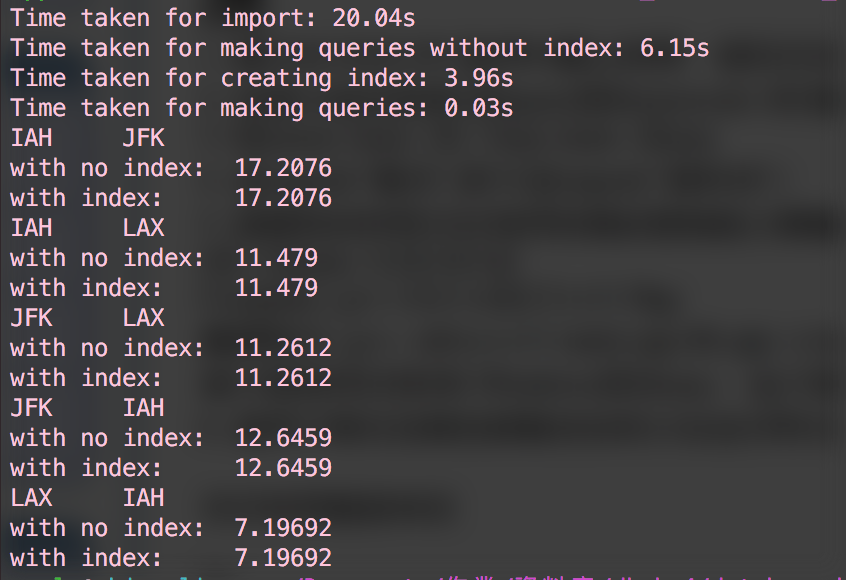 Time taken for import: 20.04s
Time taken for making queries without index: 6.15s
Time taken for creating index: 3.96s
Time taken for making queries: 0.03s
IAH     JFK
with no index:  17.2076
with index:     17.2076
IAH     LAX
with no index:  11.479
with index:     11.479
JFK     LAX
with no index:  11.2612
with index:     11.2612
JFK     IAH
with no index:  12.6459
with index:     12.6459
LAX     IAH
with no index:  7.19692
with index:     7.19692